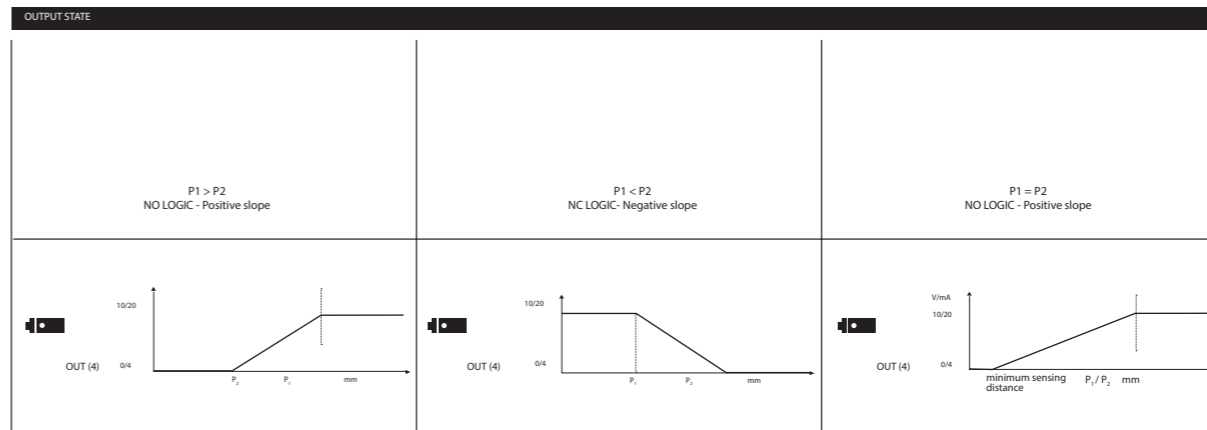 OUTPUT STATE
P1 > P2
NO LOGIC - Positive slope
P1 < P2
NC LOGIC- Negative slope
P1 = P2
NO LOGIC - Positive slope
10/20
OUT (4)
0/4
P₂
P₁
mm
10/20
OUT (4)
0/4
P₁
P₂
mm
V/mA
10/20
OUT (4)
0/4
minimum sensing
distance
P₁/ P₂
mm